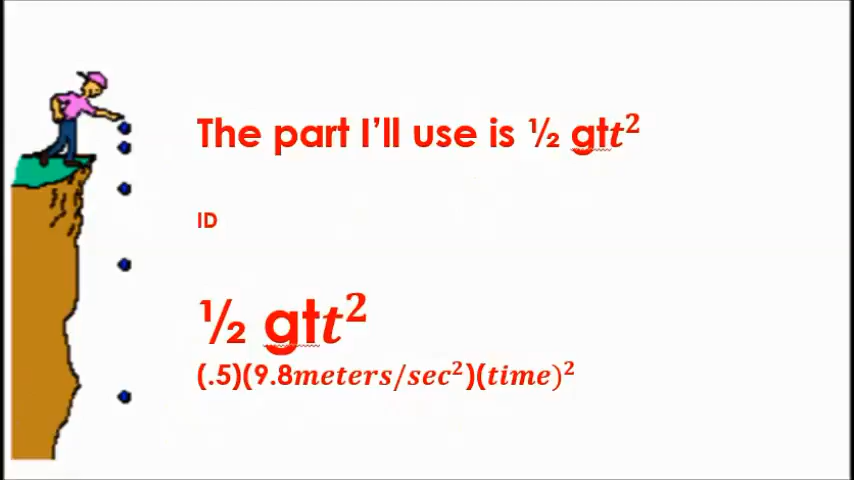 The part I'll use is ½ gt𝑡²
ID
½ gt𝑡²
(.5)(9.8𝑚𝑒𝑡𝑒𝑟𝑠/𝑠𝑒𝑐²)(𝑡𝑖𝑚𝑒)²